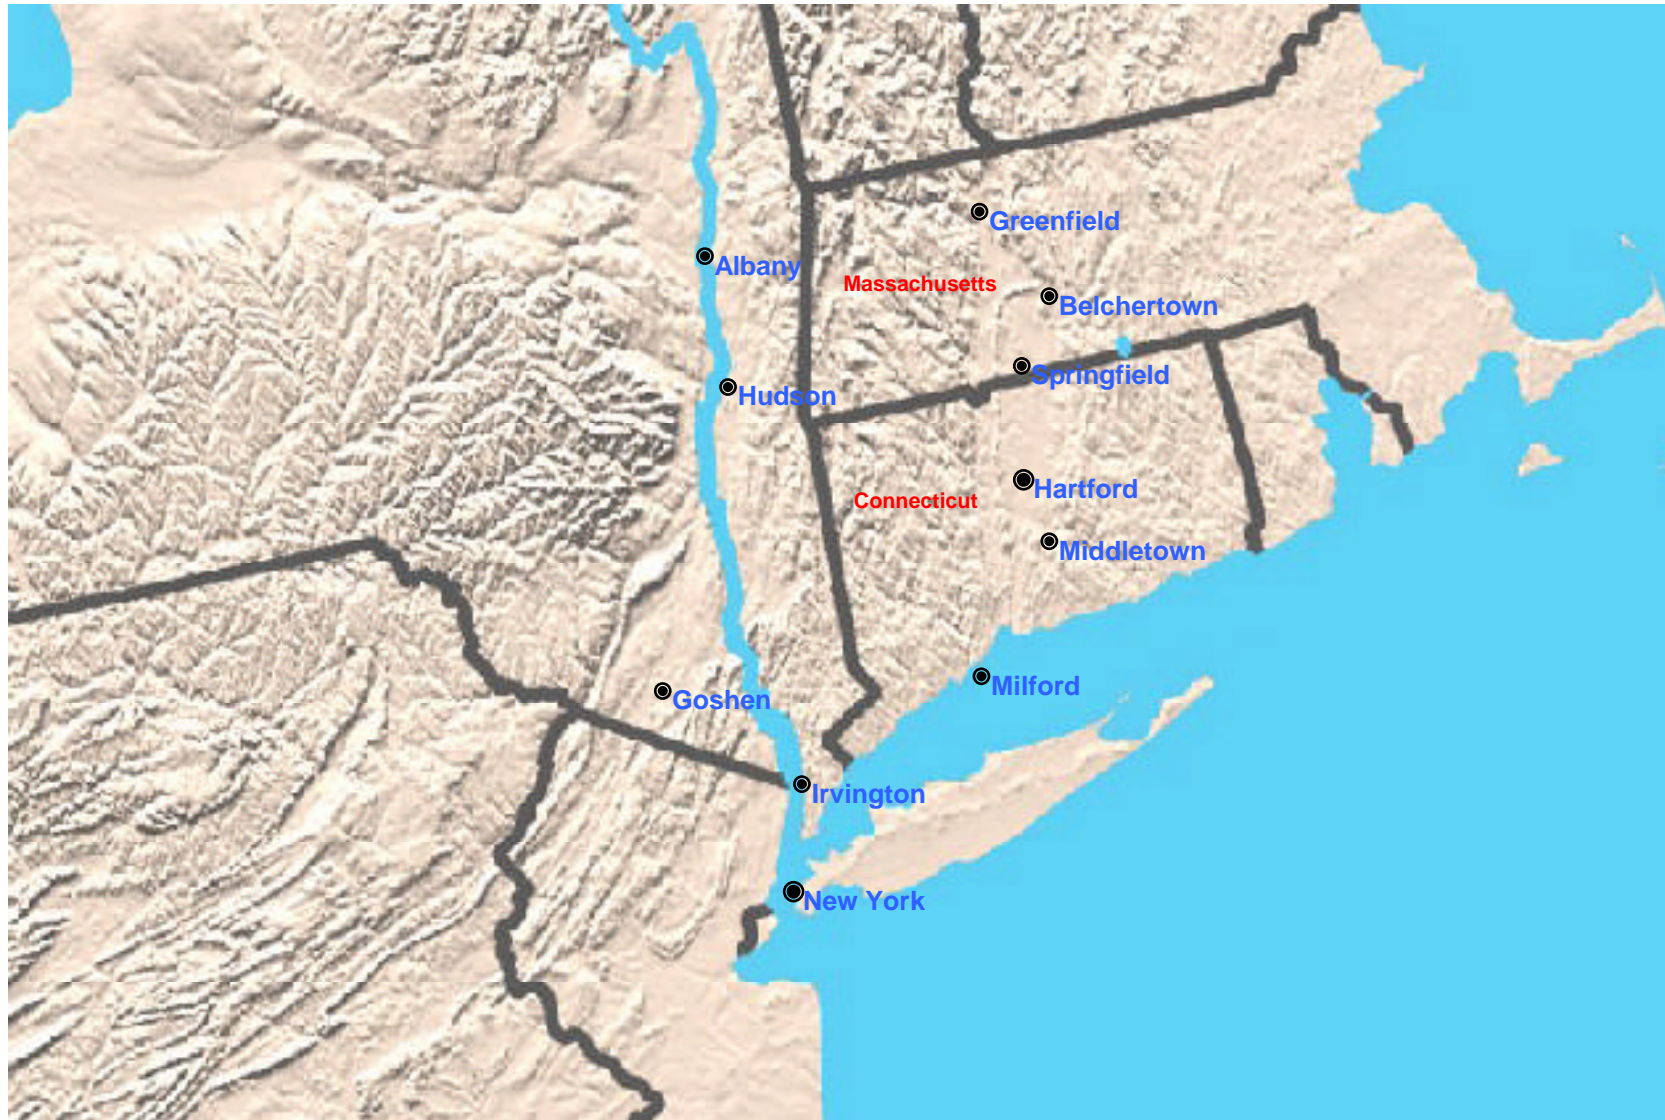 Greenfield
Albany
Massachusetts
Belchertown
Springfield
Hudson
Hartford
Connecticut
Middletown
Milford
Goshen
Irvington
New York